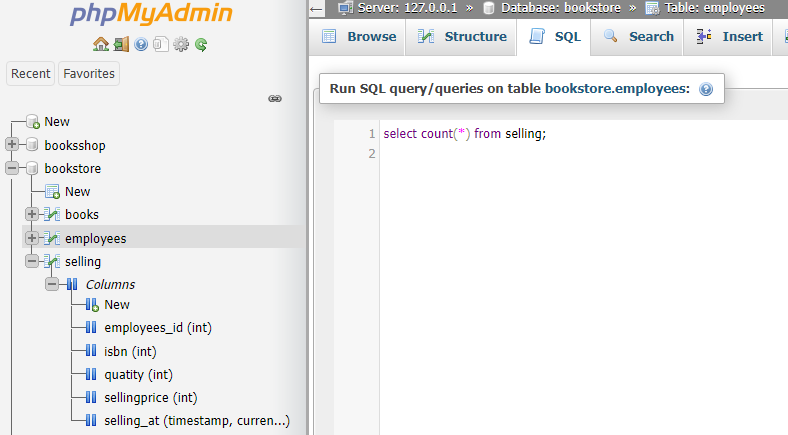 phpMyAdmin
Recent Favorites
New
booksshop
bookstore
New
books
employees
selling
Columns
New
employees_id (int)
isbn (int)
quatity (int)
sellingprice (int)
selling_at (timestamp, curren...)
Server: 127.0.0.1 » Database: bookstore » Table: employees
Browse Structure SQL Search Insert
Run SQL query/queries on table bookstore.employees:
1 select count(*) from selling;
2